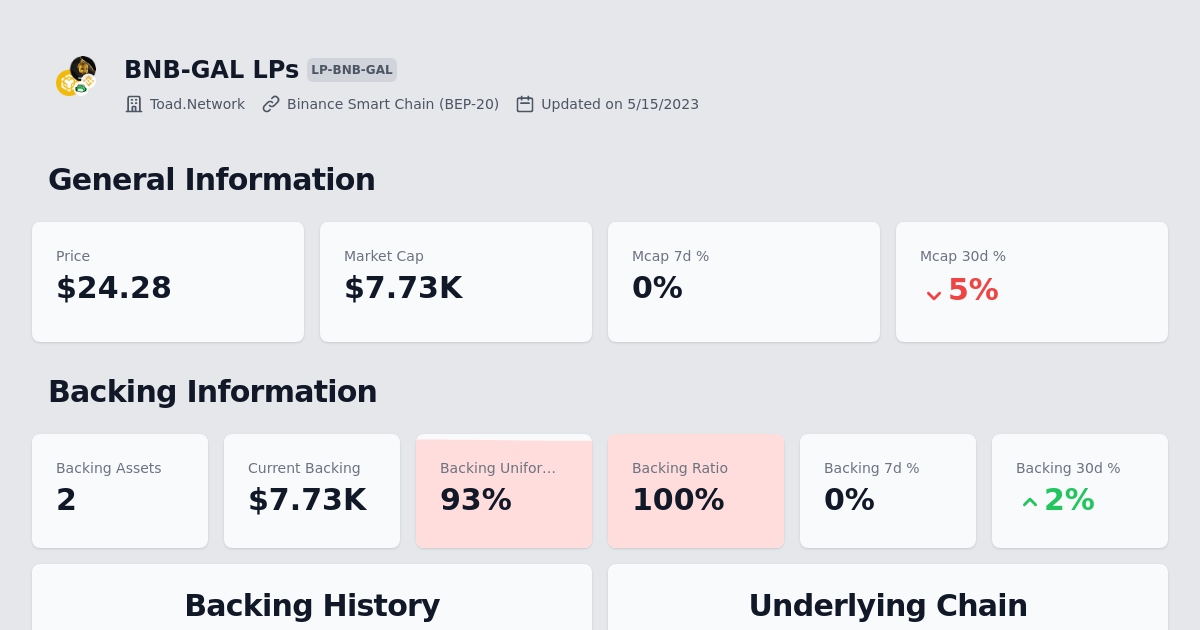 BNB-GAL LPs LP-BNB-GAL
Toad.Network Binance Smart Chain (BEP-20) Updated on 5/15/2023
General Information
Price
$24.28
Market Cap
$7.73K
Mcap 7d %
0%
Mcap 30d %
5%
Backing Information
Backing Assets
2
Current Backing
$7.73K
Backing Unifor...
93%
Backing Ratio
100%
Backing 7d %
0%
Backing 30d %
2%
Backing History
Underlying Chain